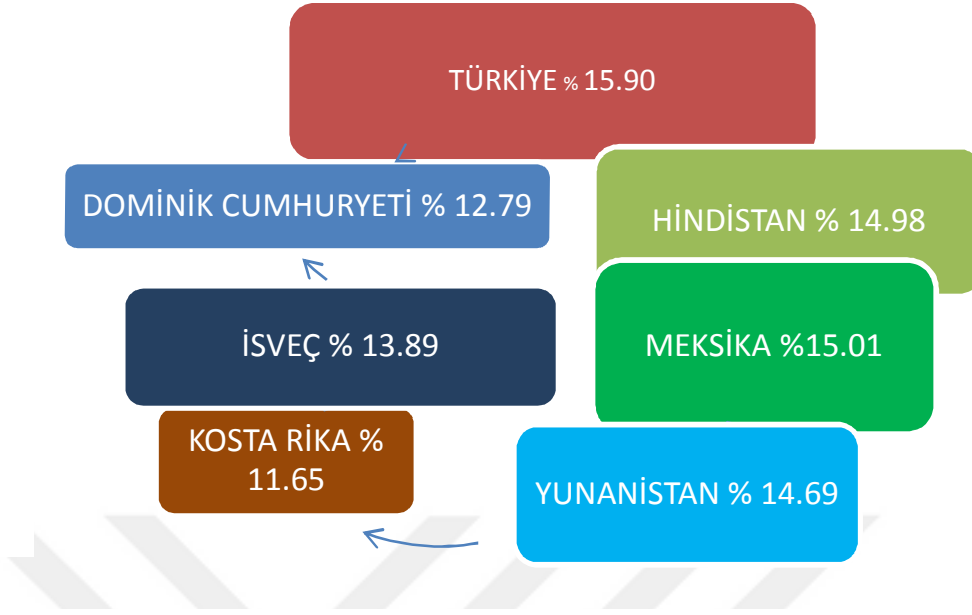 TÜRKİYE % 15.90
DOMİNİK CUMHURYETİ % 12.79
HİNDİSTAN % 14.98
İSVEÇ % 13.89
MEKSİKA %15.01
KOSTA RİKA %
11.65
YUNANİSTAN % 14.69